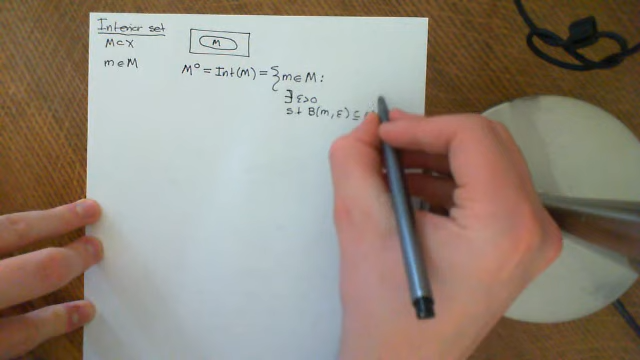 Interior set
M⊂X
M
m∈M
M° = Int(M) = { m∈M:
∃ ε>0
s t B(m, ε) ⊆